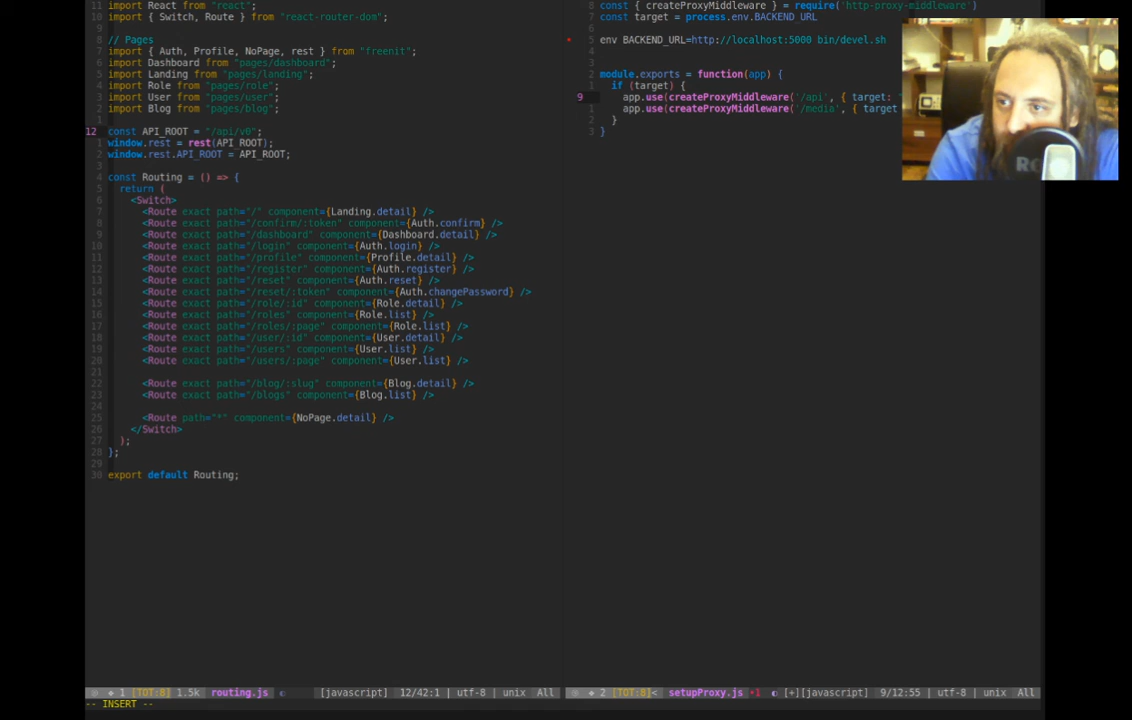 11 import React from "react";
10 import { Switch, Route } from "react-router-dom";
9
8 // Pages
7 import { Auth, Profile, NoPage, rest } from "freenit";
6 import Dashboard from "pages/dashboard";
5 import Landing from "pages/landing";
4 import Role from "pages/role";
3 import User from "pages/user";
2 import Blog from "pages/blog";
1
12 const API_ROOT = "/api/v0";
1 window.rest = rest(API_ROOT);
2 window.rest.API_ROOT = API_ROOT;
3
4 const Routing = () => {
5 return (
6 <Switch>
7 <Route exact path="/" component={Landing.detail} />
8 <Route exact path="/confirm/:token" component={Auth.confirm} />
9 <Route exact path="/dashboard" component={Dashboard.detail} />
10 <Route exact path="/login" component={Auth.login} />
11 <Route exact path="/profile" component={Profile.detail} />
12 <Route exact path="/register" component={Auth.register} />
13 <Route exact path="/reset" component={Auth.reset} />
14 <Route exact path="/reset/:token" component={Auth.changePassword} />
15 <Route exact path="/role/:id" component={Role.detail} />
16 <Route exact path="/roles" component={Role.list} />
17 <Route exact path="/roles/:page" component={Role.list} />
18 <Route exact path="/user/:id" component={User.detail} />
19 <Route exact path="/users" component={User.list} />
20 <Route exact path="/users/:page" component={User.list} />
21
22 <Route exact path="/blog/:slug" component={Blog.detail} />
23 <Route exact path="/blogs" component={Blog.list} />
24
25 <Route path="*" component={NoPage.detail} />
26 </Switch>
27 );
28 };
29
30 export default Routing;
8 const { createProxyMiddleware } = require('http-proxy-middleware')
7 const target = process.env.BACKEND_URL
6
5 env BACKEND_URL=http://localhost:5000 bin/devel.sh
2 module.exports = function(app) {
1 if (target) {
9 app.use(createProxyMiddleware('/api', { target: "
1 app.use(createProxyMiddleware('/media', { target
2 }
3 }
1 [TOT:8] 1.5k routing.js [javascript] 12/42:1 | utf-8 | unix | All
2 [TOT:8]< setupProxy.js •1 [+][javascript] 9/12:55 | utf-8 | unix | All
-- INSERT --